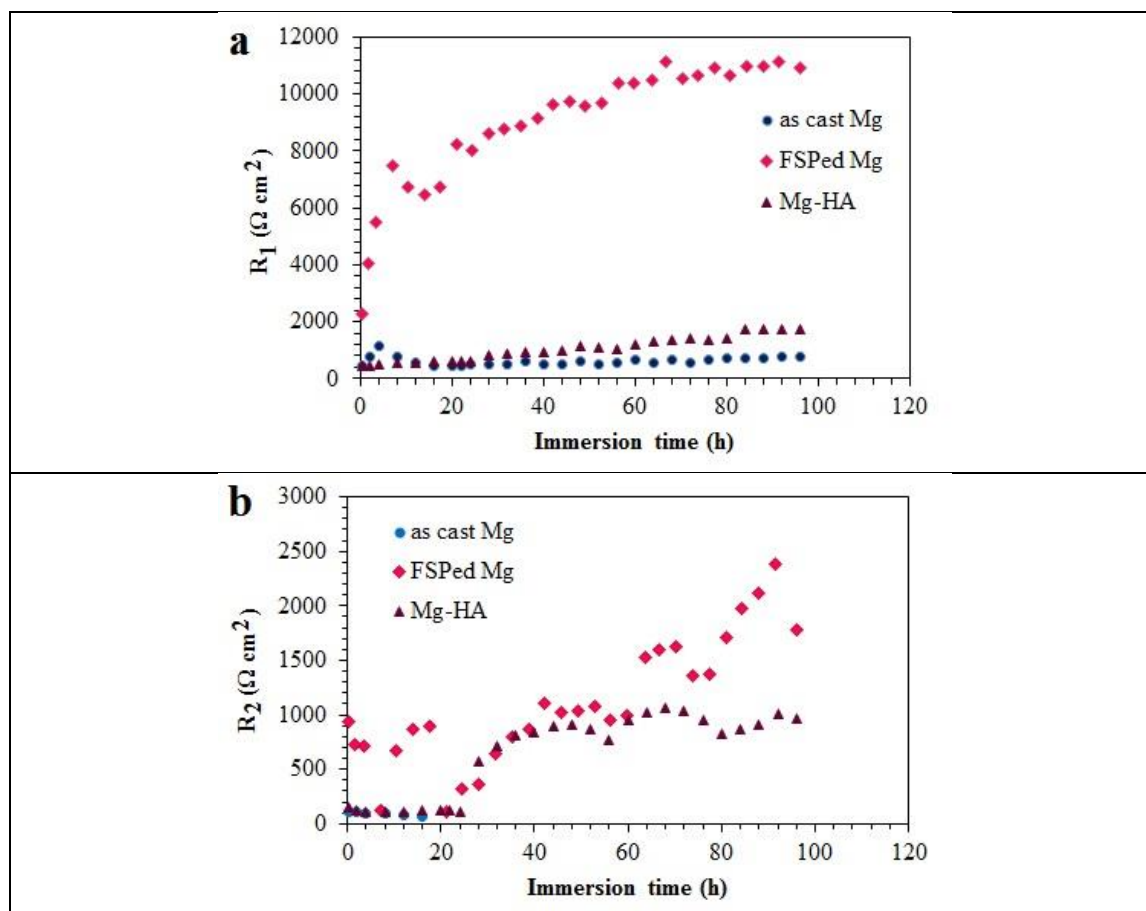 a
12000
10000
8000
6000
4000
2000
0
R1 (Ω cm2)
as cast Mg
FSPed Mg
Mg-HA
0 20 40 60 80 100 120
Immersion time (h)
b
3000
2500
2000
1500
1000
500
0
R2 (Ω cm2)
as cast Mg
FSPed Mg
Mg-HA
0 20 40 60 80 100 120
Immersion time (h)